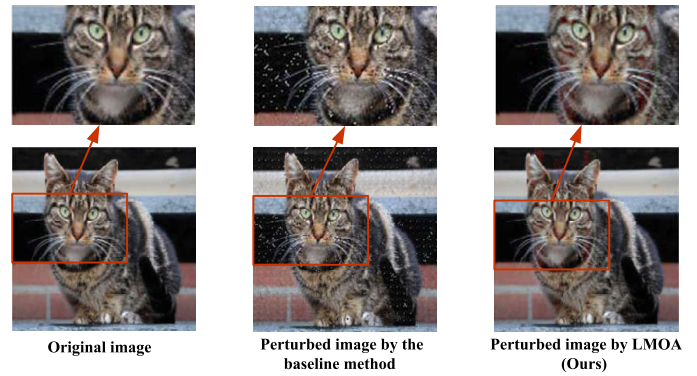 Original image
Perturbed image by the
baseline method
Perturbed image by LMOA
(Ours)